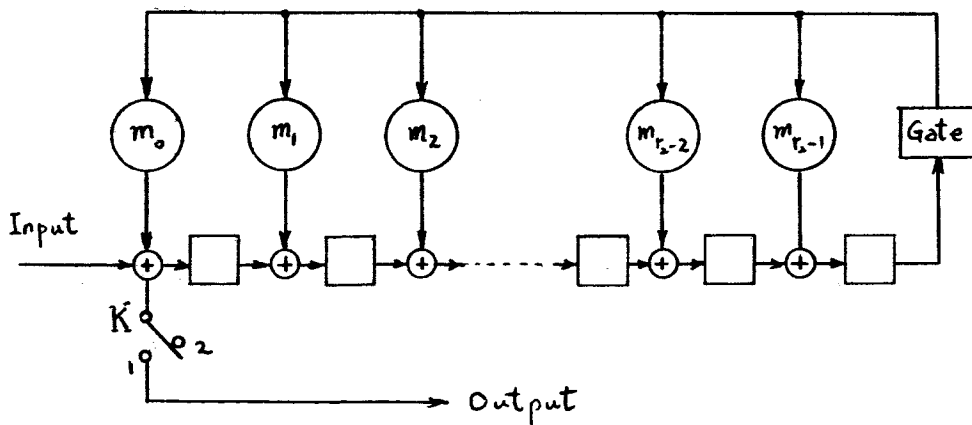 m₀ m₁ m₂ m_{r₂-2} m_{r₂-1} Gate
Input
+ + + + +
K
1 2
Output